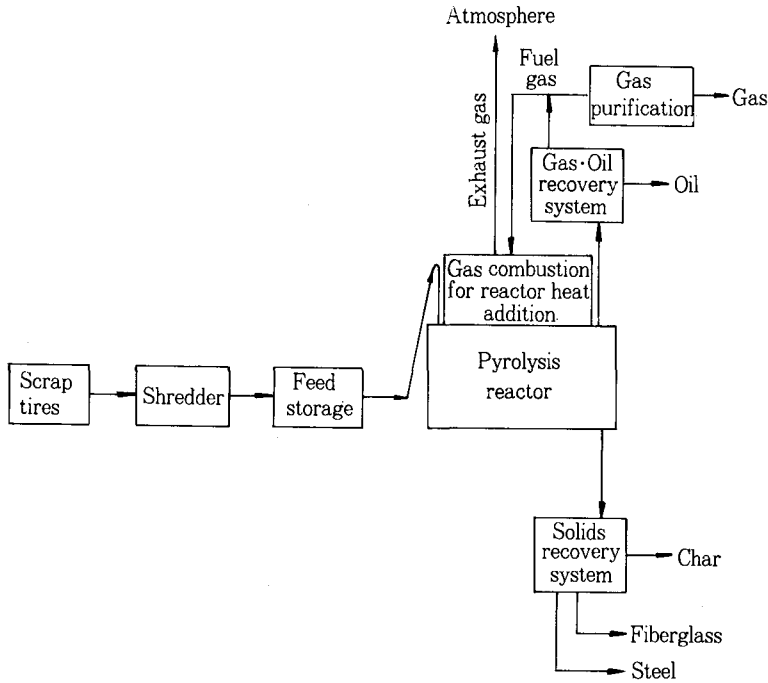 Atmosphere
Fuel
gas
Exhaust gas
Gas
purification
Gas
Gas·Oil
recovery
system
Oil
Gas combustion
for reactor heat
addition
Pyrolysis
reactor
Scrap
tires
Shredder
Feed
storage
Solids
recovery
system
Char
Fiberglass
Steel